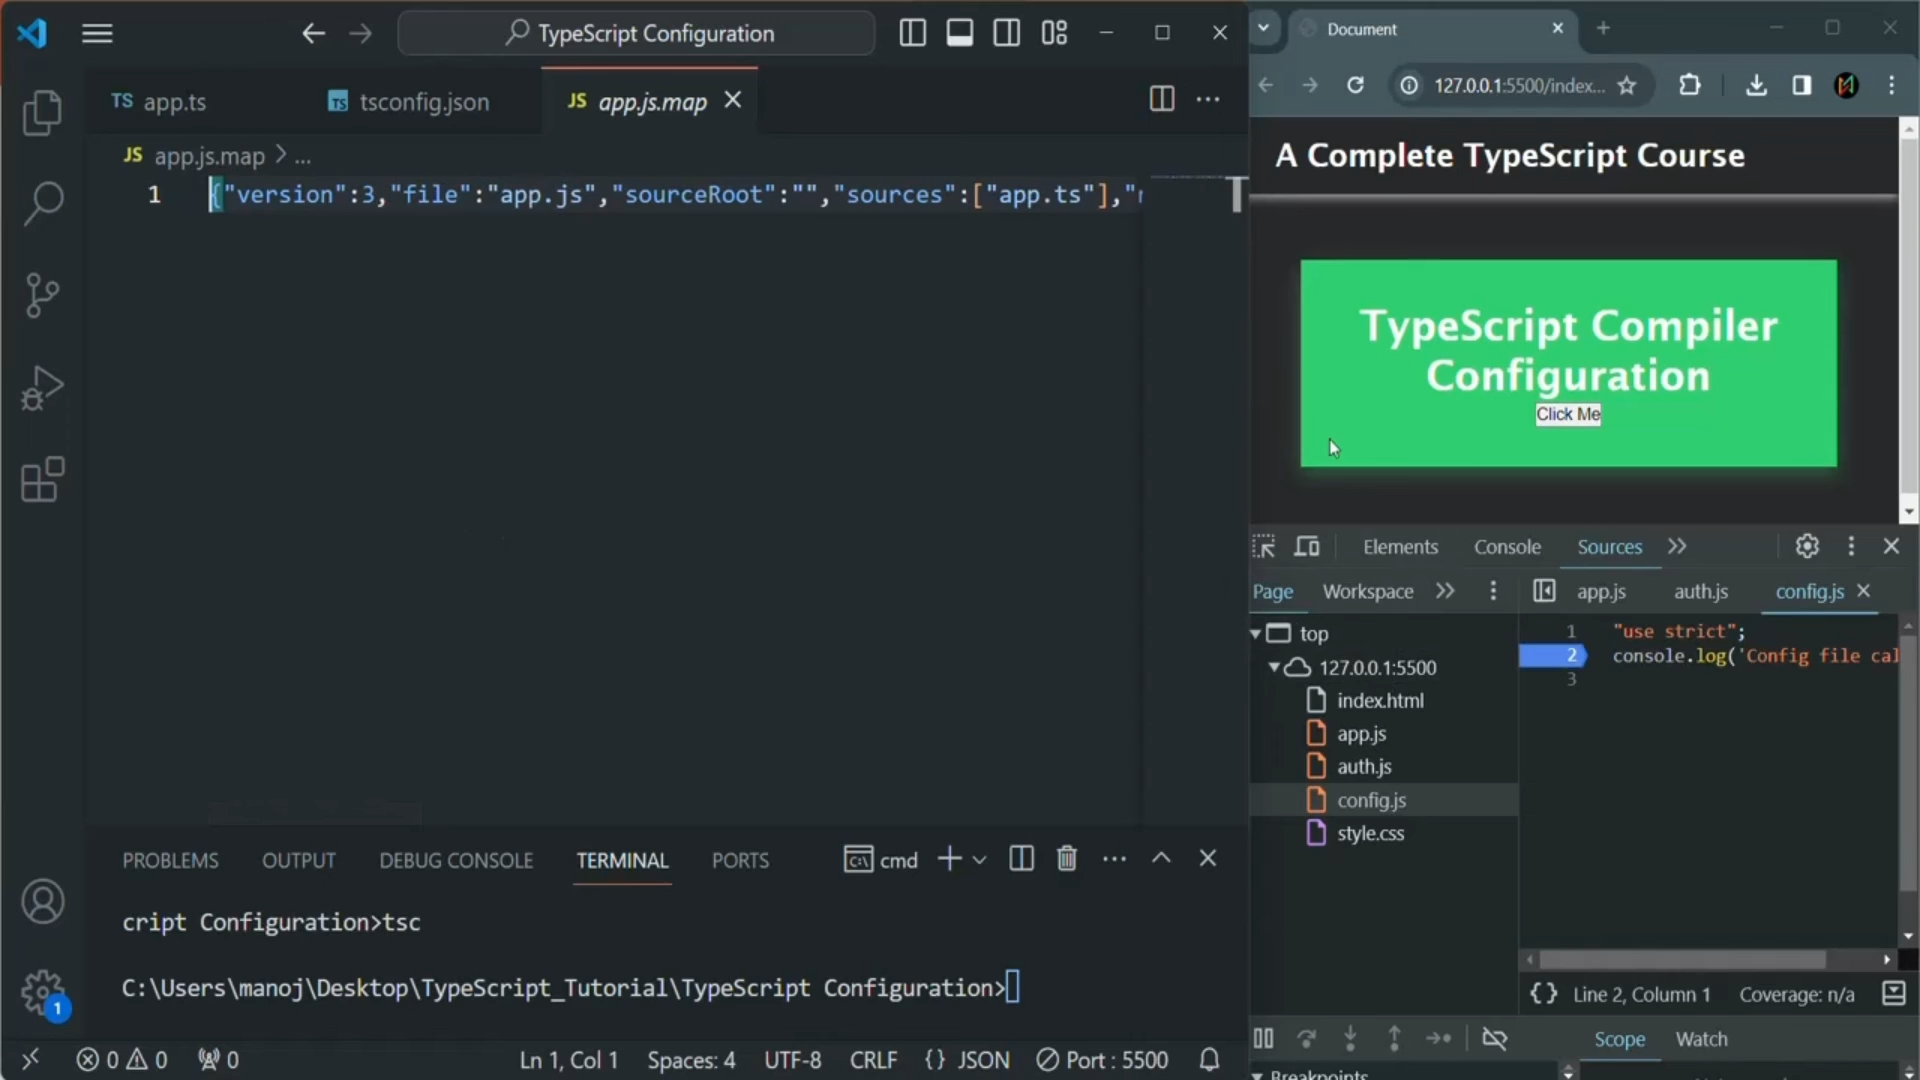 TypeScript Configuration
TS app.ts
TS tsconfig.json
JS app.js.map
JS app.js.map > ...
1 {"version":3,"file":"app.js","sourceRoot":"","sources":["app.ts"],"
PROBLEMS OUTPUT DEBUG CONSOLE TERMINAL PORTS
cmd
cript Configuration>tsc
C:\Users\manoj\Desktop\TypeScript_Tutorial\TypeScript Configuration>
1
0 0 0
Ln 1, Col 1 Spaces: 4 UTF-8 CRLF {} JSON Port : 5500
Document
127.0.0.1:5500/index...
A Complete TypeScript Course
TypeScript Compiler
Configuration
Click Me
Elements Console Sources
Page Workspace
app.js auth.js config.js
top
127.0.0.1:5500
index.html
app.js
auth.js
config.js
style.css
1 "use strict";
2 console.log('Config file cal
3
{} Line 2, Column 1 Coverage: n/a
Scope Watch
Breakpoints